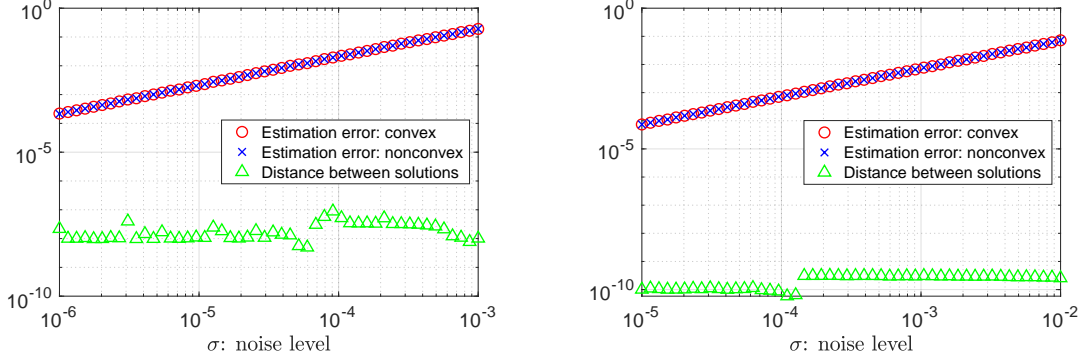 10^0
10^-5
10^-10
10^-6
10^-5
10^-4
10^-3
σ: noise level
Estimation error: convex
Estimation error: nonconvex
Distance between solutions
10^0
10^-5
10^-10
10^-5
10^-4
10^-3
10^-2
σ: noise level
Estimation error: convex
Estimation error: nonconvex
Distance between solutions